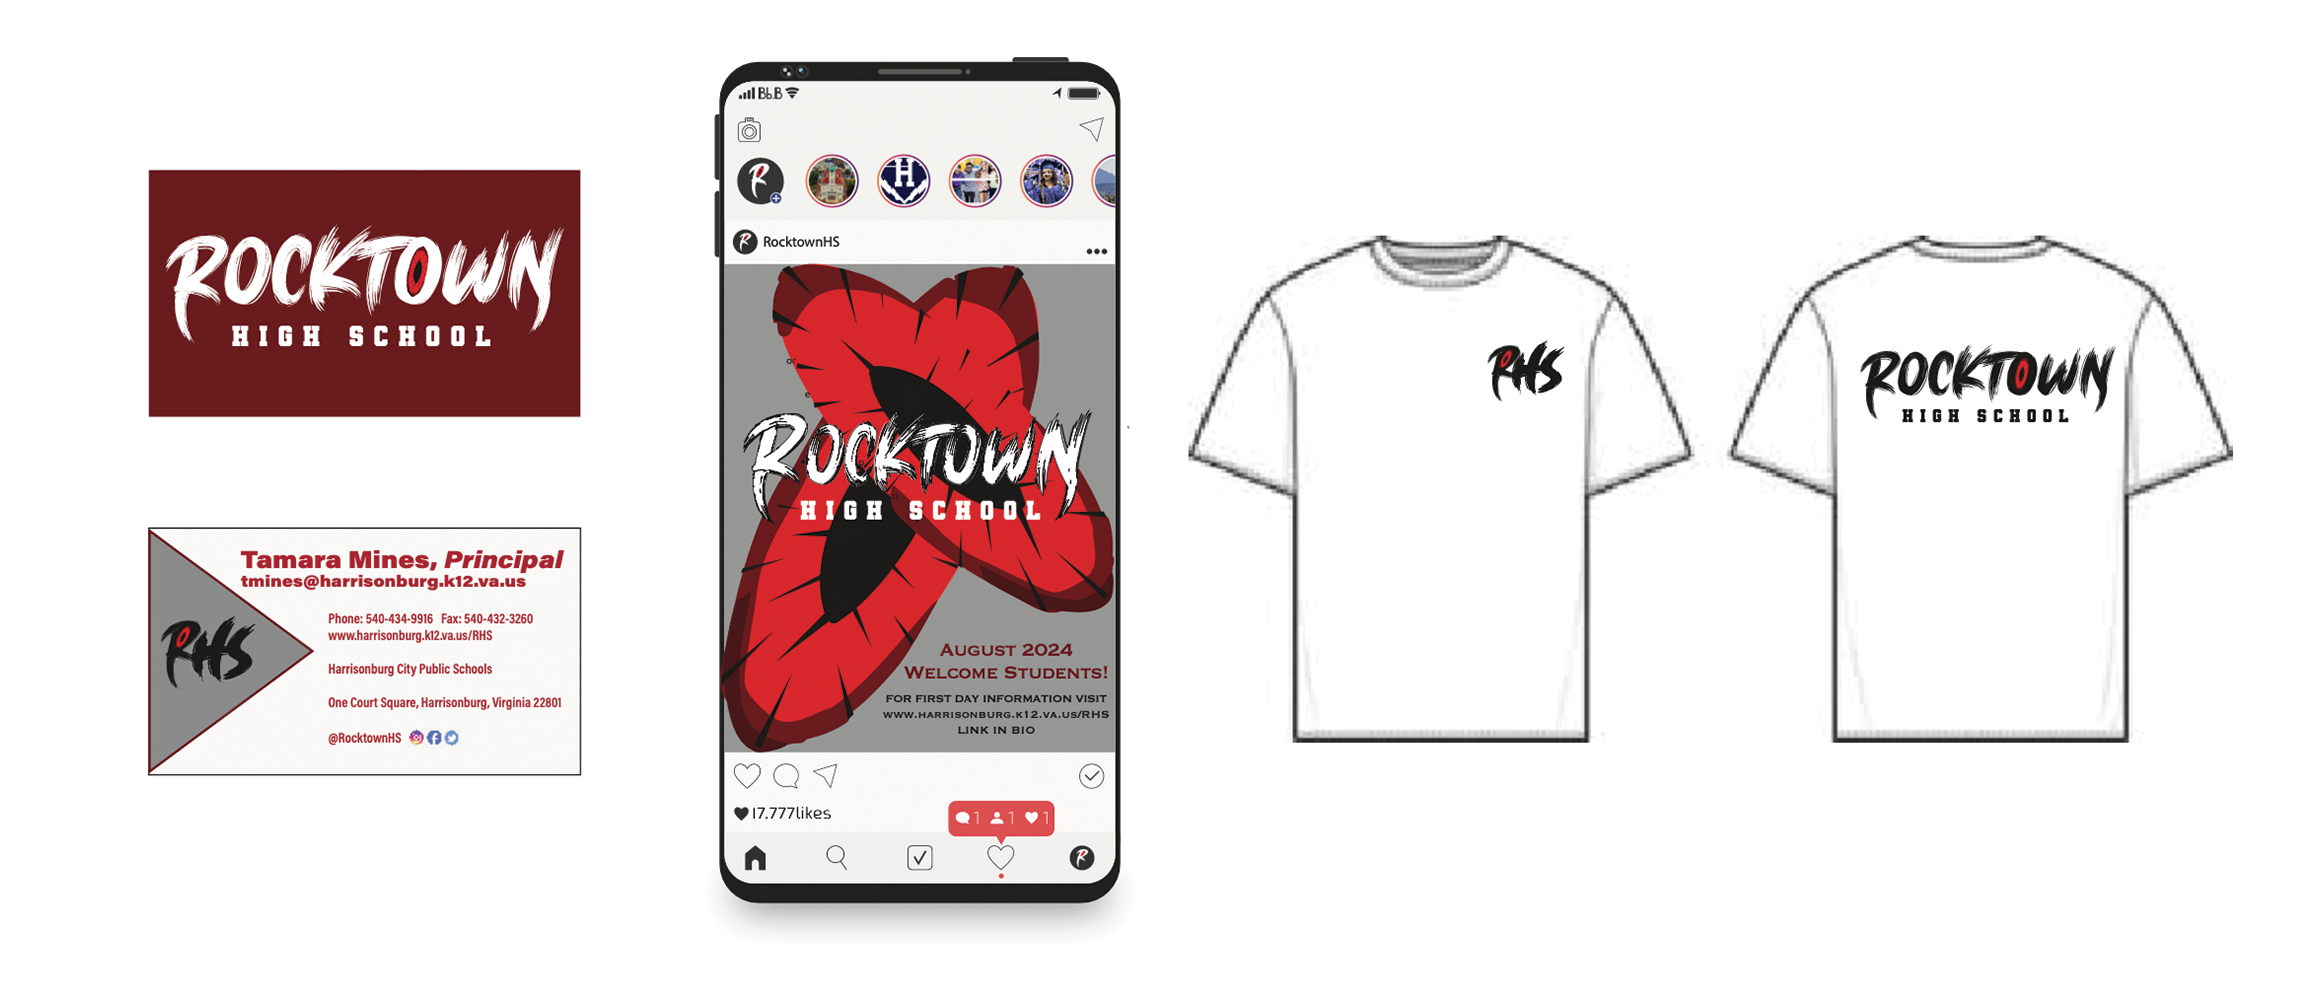 ROCKTOWN
HIGH SCHOOL
Tamara Mines, Principal
tmines@harrisonburg.k12.va.us
Phone: 540-434-9916 Fax: 540-432-3260
www.harrisonburg.k12.va.us/RHS
Harrisonburg City Public Schools
One Court Square, Harrisonburg, Virginia 22801
@RocktownHS
RHS
Bb.B
R
H
R RocktownHS
or
e
ROCKTOWN
HIGH SCHOOL
AUGUST 2024
WELCOME STUDENTS!
FOR FIRST DAY INFORMATION VISIT
WWW.HARRISONBURG.K12.VA.US/RHS
LINK IN BIO
17.777likes
1 1 1
R
RHS
ROCKTOWN
HIGH SCHOOL